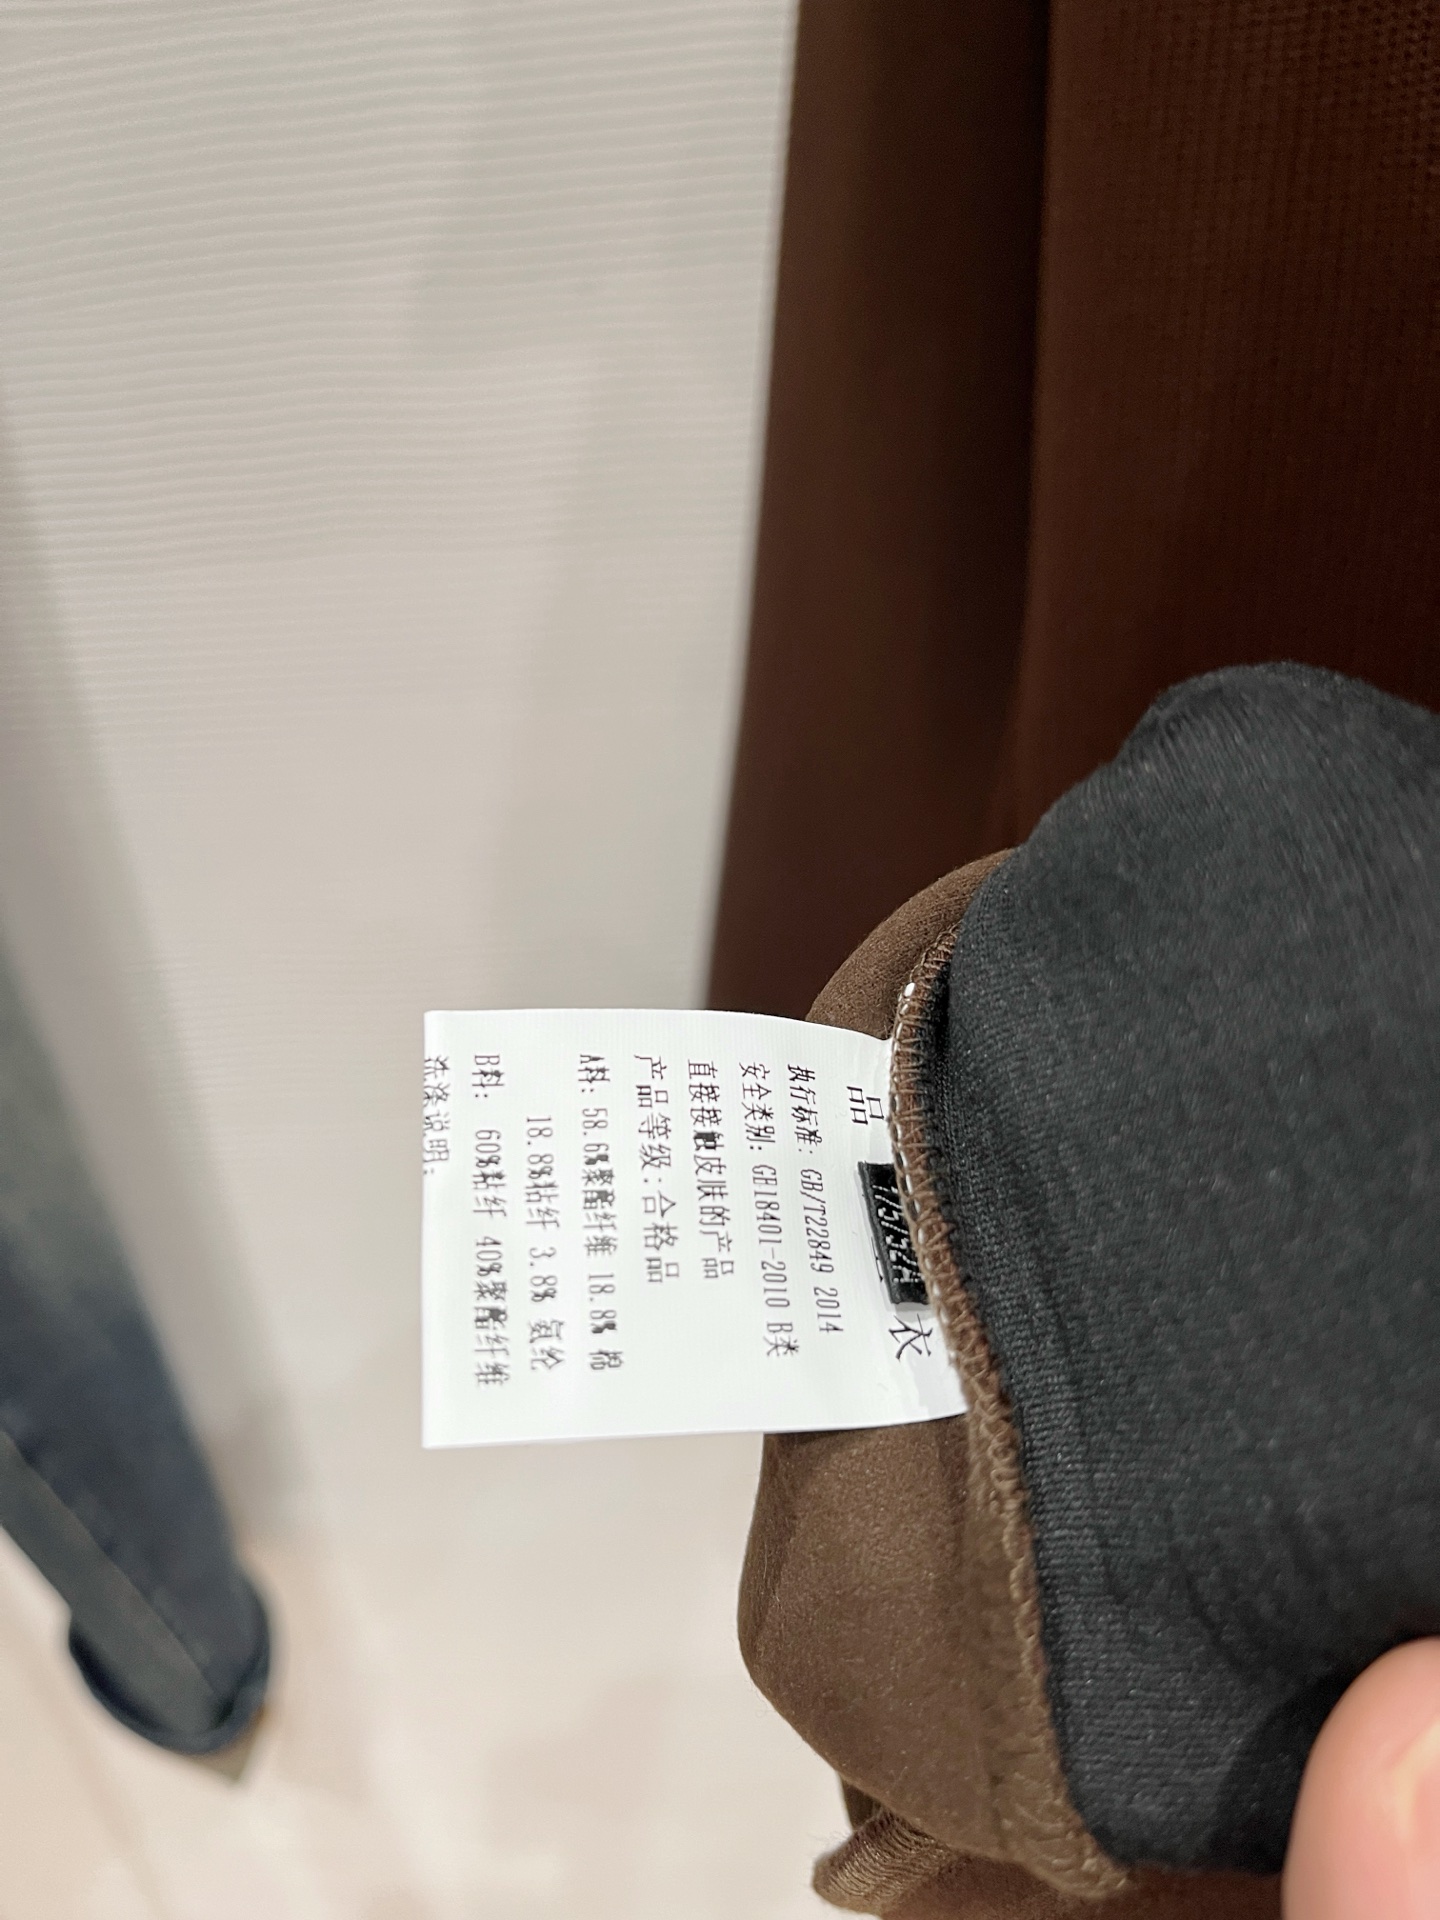 品 衣
执行标准: GB/T22849 2014
安全类别: GB18401-2010 B类
直接接触皮肤的产品
产品等级:合格品
A料: 58.6%聚酯纤维 18.8% 棉
18.8%粘纤 3.8% 氨纶
B料: 60%粘纤 40%聚酯纤维
洗涤说明: